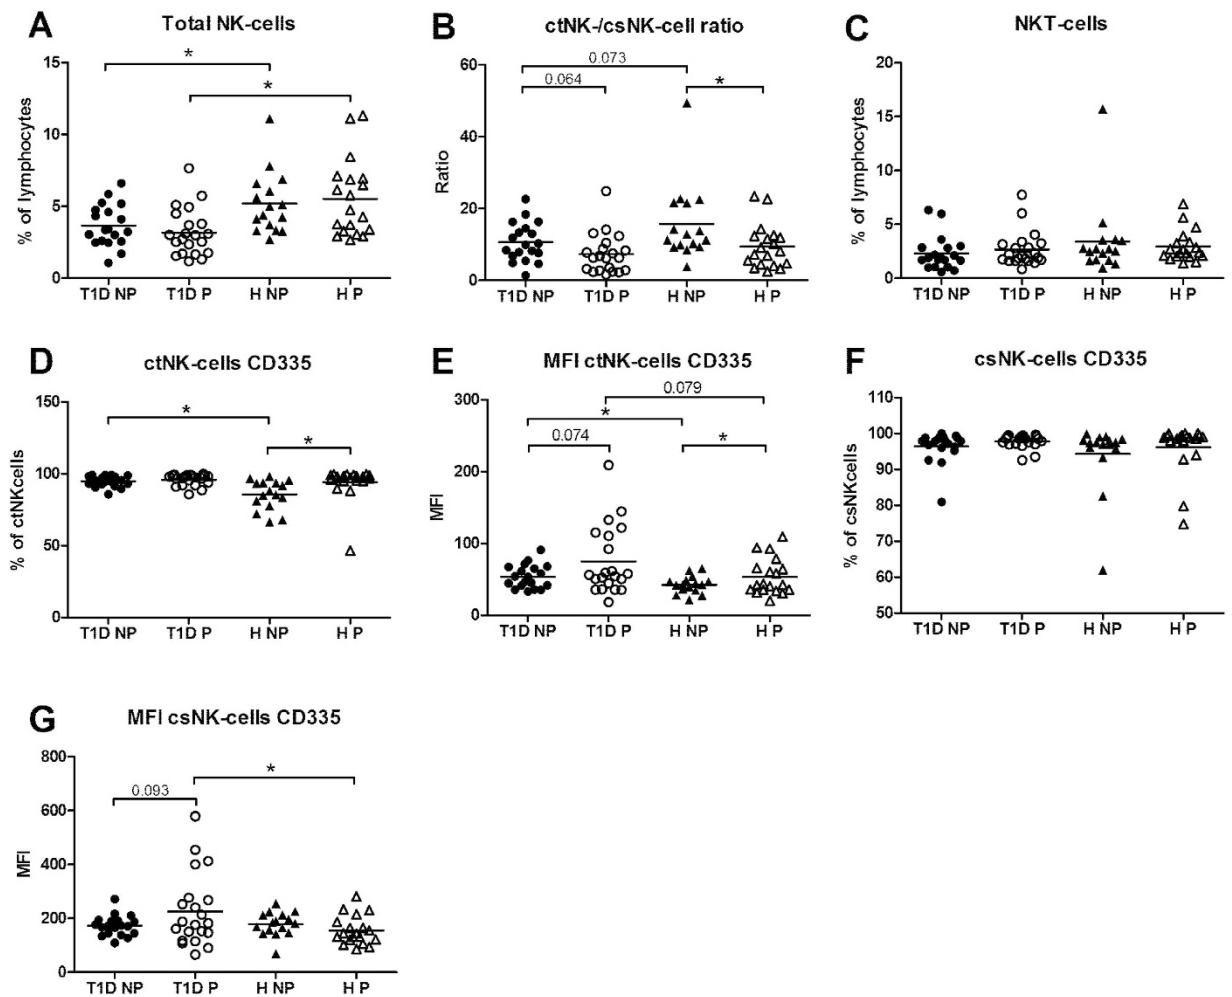 A
Total NK-cells
% of lymphocytes
15
10
5
0
*
*
T1D NP T1D P H NP H P
B
ctNK-/csNK-cell ratio
Ratio
60
40
20
0
0.073
0.064
*
T1D NP T1D P H NP H P
C
NKT-cells
% of lymphocytes
20
15
10
5
0
T1D NP T1D P H NP H P
D
ctNK-cells CD335
% of ctNKcells
150
100
50
0
*
*
T1D NP T1D P H NP H P
E
MFI ctNK-cells CD335
MFI
300
200
100
0
0.079
*
0.074
*
T1D NP T1D P H NP H P
F
csNK-cells CD335
% of csNKcells
110
100
90
80
70
60
50
T1D NP T1D P H NP H P
G
MFI csNK-cells CD335
MFI
800
600
400
200
0
0.093
*
T1D NP T1D P H NP H P